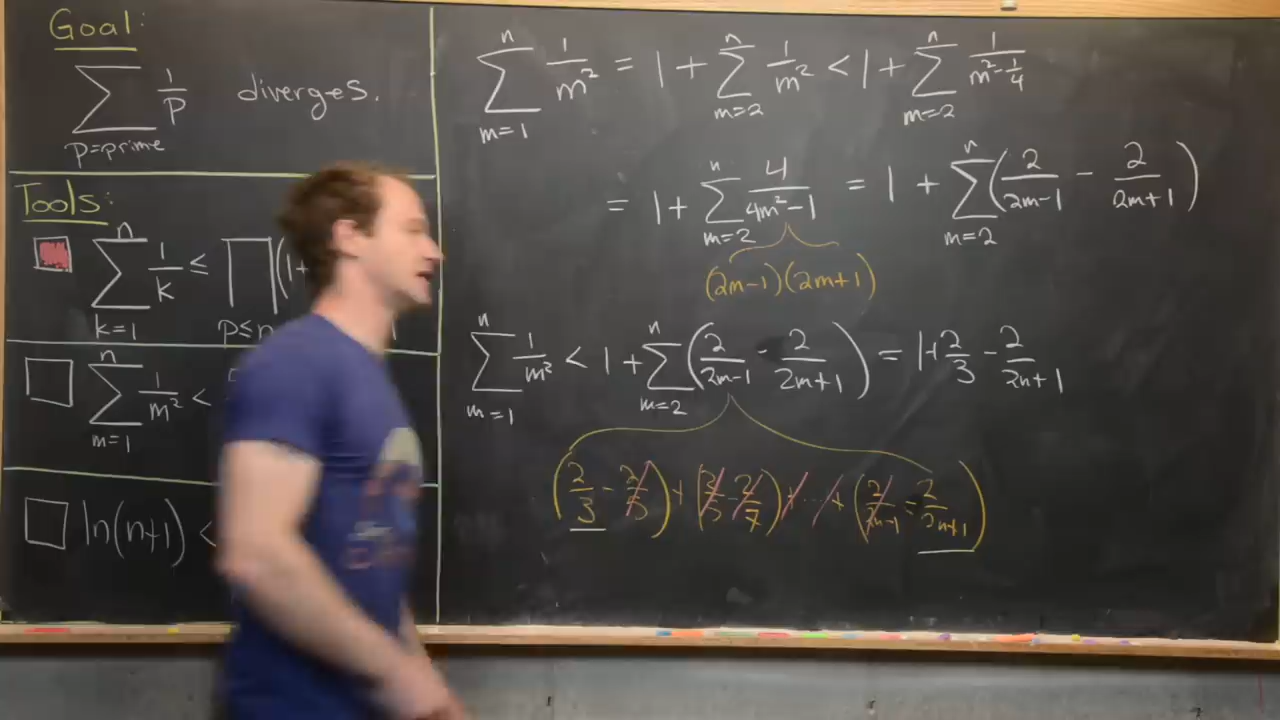 Goal:
∑_{p=prime} 1/p diverges.
Tools:
∑_{k=1}^{n} 1/k ≤ ∏_{p≤n} (1+
∑_{m=1}^{n} 1/m² <
ln(n+1) <
∑_{m=1}^{n} 1/m² = 1 + ∑_{m=2}^{n} 1/m² < 1 + ∑_{m=2}^{n} 1/(m²-1/4)
= 1 + ∑_{m=2}^{n} 4/(4m²-1) = 1 + ∑_{m=2}^{n} (2/(2m-1) - 2/(2m+1))
(2m-1)(2m+1)
∑_{m=1}^{n} 1/m² < 1 + ∑_{m=2}^{n} (2/(2m-1) - 2/(2m+1)) = 1+2/3 - 2/(2n+1)
(2/3 - 2/5) + (2/5 - 2/7) + ... + (2/(2n-1) - 2/(2n+1))